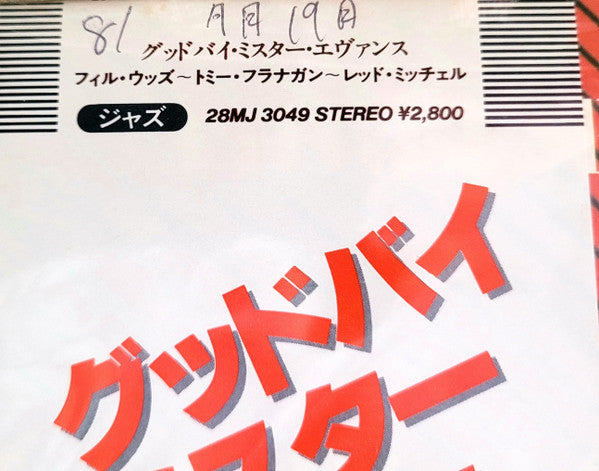 81 月 19日
グッドバイ・ミスター・エヴァンス
フィル・ウッズ~トミー・フラナガン~レッド・ミッチェル
ジャズ 28MJ 3049 STEREO ¥2,800
グッドバイ
スター